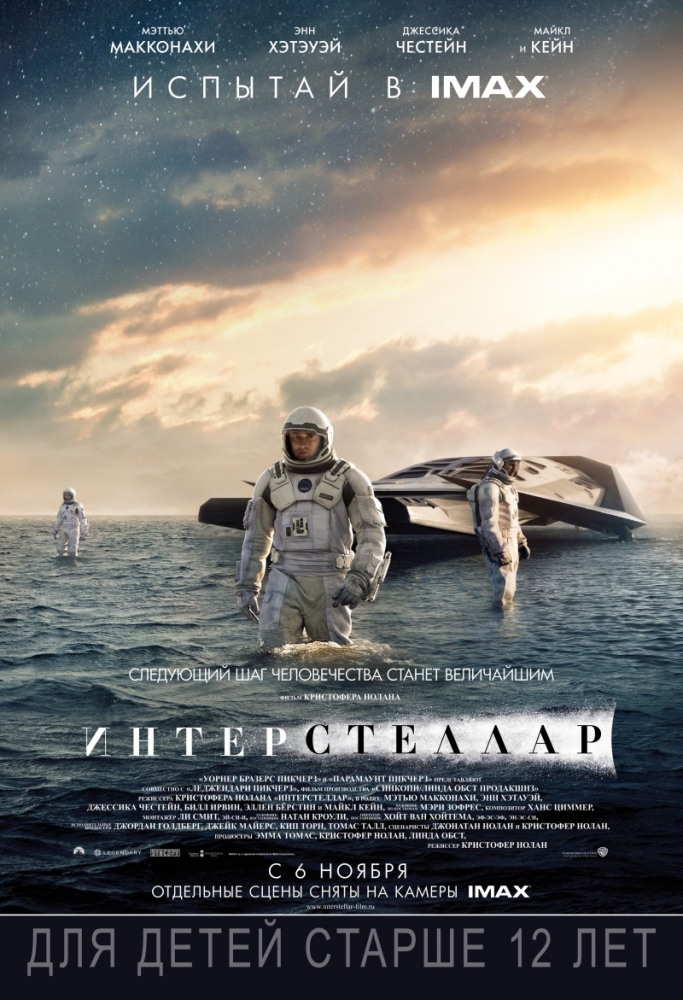 МЭТТЬЮ МАККОНАХИ
ЭНН ХЭТЭУЭЙ
ДЖЕССИКА ЧЕСТЕЙН
МАЙКЛ И КЕЙН
ИСПЫТАЙ В IMAX
СЛЕДУЮЩИЙ ШАГ ЧЕЛОВЕЧЕСТВА СТАНЕТ ВЕЛИЧАЙШИМ
ФИЛЬМ КРИСТОФЕРА НОЛАНА
ИНТЕРСТЕЛЛАР
"УОРНЕР БРАЗЕРС ПИКЧЕРЗ" И "ПАРАМАУНТ ПИКЧЕРЗ" ПРЕДСТАВЛЯЮТ
СОВМЕСТНО С "ЛЕДЖЕНДАРИ ПИКЧЕРЗ", ФИЛЬМ ПРОИЗВОДСТВА "СИНКОПИ/ЛИНДА ОБСТ ПРОДАКШНЗ"
РЕЖИССЕРА КРИСТОФЕРА НОЛАНА "ИНТЕРСТЕЛЛАР", В РОЛЯХ: МЭТЬЮ МАККОНАХИ, ЭНН ХЭТАУЭЙ,
ДЖЕССИКА ЧЕСТЕЙН, БИЛЛ ИРВИН, ЭЛЛЕН БЁРСТИН И МАЙКЛ КЕЙН, МЭРИ ЗОФРЕС, КОМПОЗИТОР ХАНС ЦИММЕР,
МОНТАЖЕР ЛИ СМИТ, НАТАН КРОУЛИ, ХОЙТ ВАН ХОЙТЕМА,
ДЖОРДАН ГОЛДБЕРГ, ДЖЕЙК МАЙЕРС, КИП ТОРН, ТОМАС ТАЛЛ, СЦЕНАРИСТЫ ДЖОНАТАН НОЛАН И КРИСТОФЕР НОЛАН,
ПРОДЮСЕРЫ ЭММА ТОМАС, КРИСТОФЕР НОЛАН, ЛИНДА ОБСТ,
РЕЖИССЕР КРИСТОФЕР НОЛАН
LEGENDARY
С 6 НОЯБРЯ
ОТДЕЛЬНЫЕ СЦЕНЫ СНЯТЫ НА КАМЕРЫ IMAX
www.interstellar-film.ru
ДЛЯ ДЕТЕЙ СТАРШЕ 12 ЛЕТ